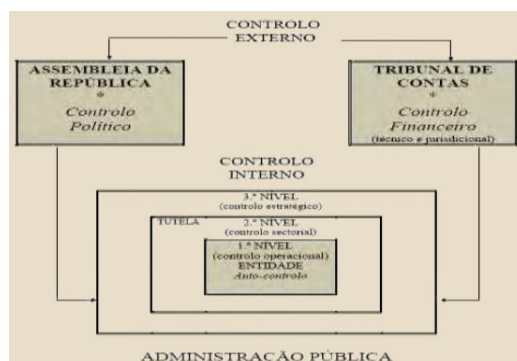 CONTROLO
EXTERNO
ASSEMBLEIA DA
REPÚBLICA
*
Controlo
Político
TRIBUNAL DE
CONTAS
*
Controlo
Financeiro
(técnico e jurisdicional)
CONTROLO
INTERNO
3.º NÍVEL
(controlo estratégico)
TUTELA
2.º NÍVEL
(controlo sectorial)
1.º NÍVEL
(controlo operacional)
ENTIDADE
Auto-controlo
ADMINISTRAÇÃO PÚBLICA